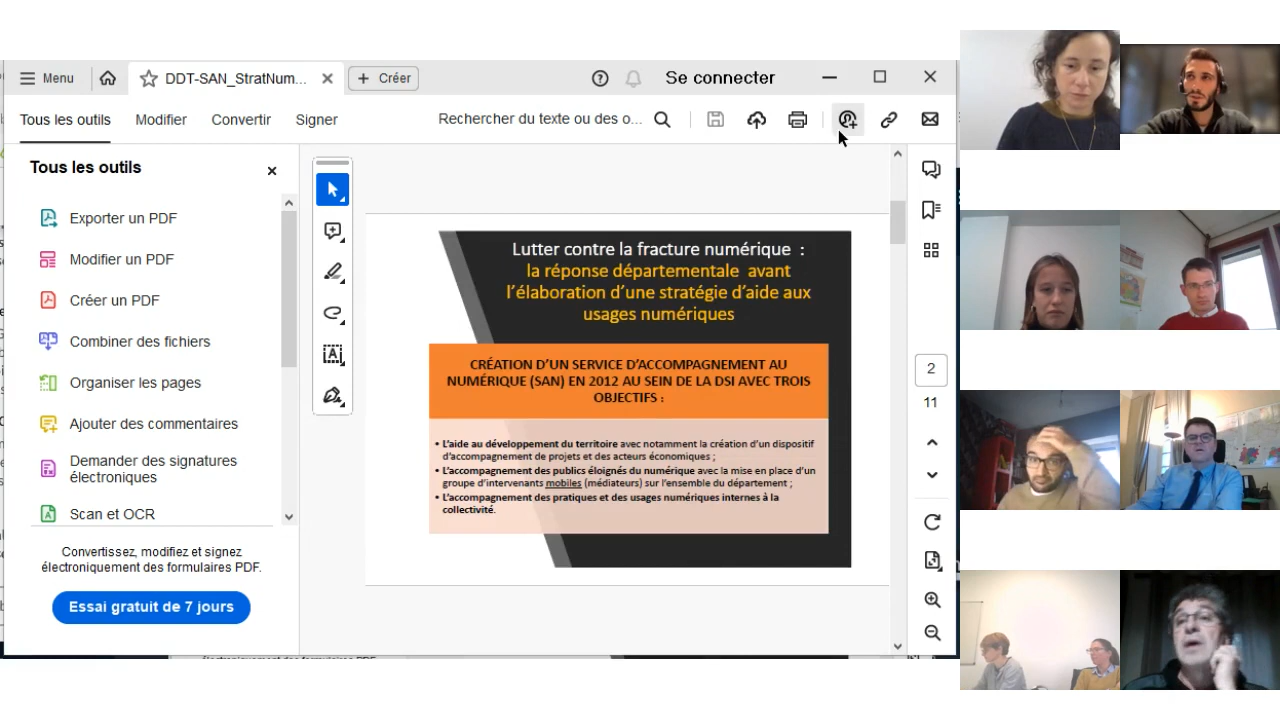 Menu
DDT-SAN_StratNum...
Créer
Se connecter
Tous les outils
Modifier
Convertir
Signer
Rechercher du texte ou des o...
Tous les outils
Exporter un PDF
Modifier un PDF
Créer un PDF
Combiner des fichiers
Organiser les pages
Ajouter des commentaires
Demander des signatures
électroniques
Scan et OCR
Convertissez, modifiez et signez
électroniquement des formulaires PDF.
Essai gratuit de 7 jours
Lutter contre la fracture numérique :
la réponse départementale avant
l'élaboration d'une stratégie d'aide aux
usages numériques
CRÉATION D'UN SERVICE D'ACCOMPAGNEMENT AU
NUMÉRIQUE (SAN) EN 2012 AU SEIN DE LA DSI AVEC TROIS
OBJECTIFS :
• L'aide au développement du territoire avec notamment la création d'un dispositif
d'accompagnement de projets et des acteurs économiques ;
• L'accompagnement des publics éloignés du numérique avec la mise en place d'un
groupe d'intervenants mobiles (médiateurs) sur l'ensemble du département ;
• L'accompagnement des pratiques et des usages numériques internes à la
collectivité.
2
11